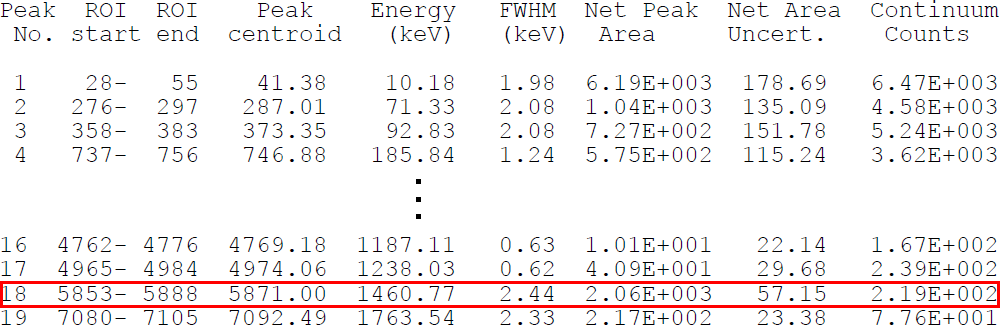 Peak ROI ROI Peak Energy FWHM Net Peak Net Area Continuum
No. start end centroid (keV) (keV) Area Uncert. Counts
1 28- 55 41.38 10.18 1.98 6.19E+003 178.69 6.47E+003
2 276- 297 287.01 71.33 2.08 1.04E+003 135.09 4.58E+003
3 358- 383 373.35 92.83 2.08 7.27E+002 151.78 5.24E+003
4 737- 756 746.88 185.84 1.24 5.75E+002 115.24 3.62E+003
16 4762- 4776 4769.18 1187.11 0.63 1.01E+001 22.14 1.67E+002
17 4965- 4984 4974.06 1238.03 0.62 4.09E+001 29.68 2.39E+002
18 5853- 5888 5871.00 1460.77 2.44 2.06E+003 57.15 2.19E+002
19 7080- 7105 7092.49 1763.54 2.33 2.17E+002 23.38 7.76E+001